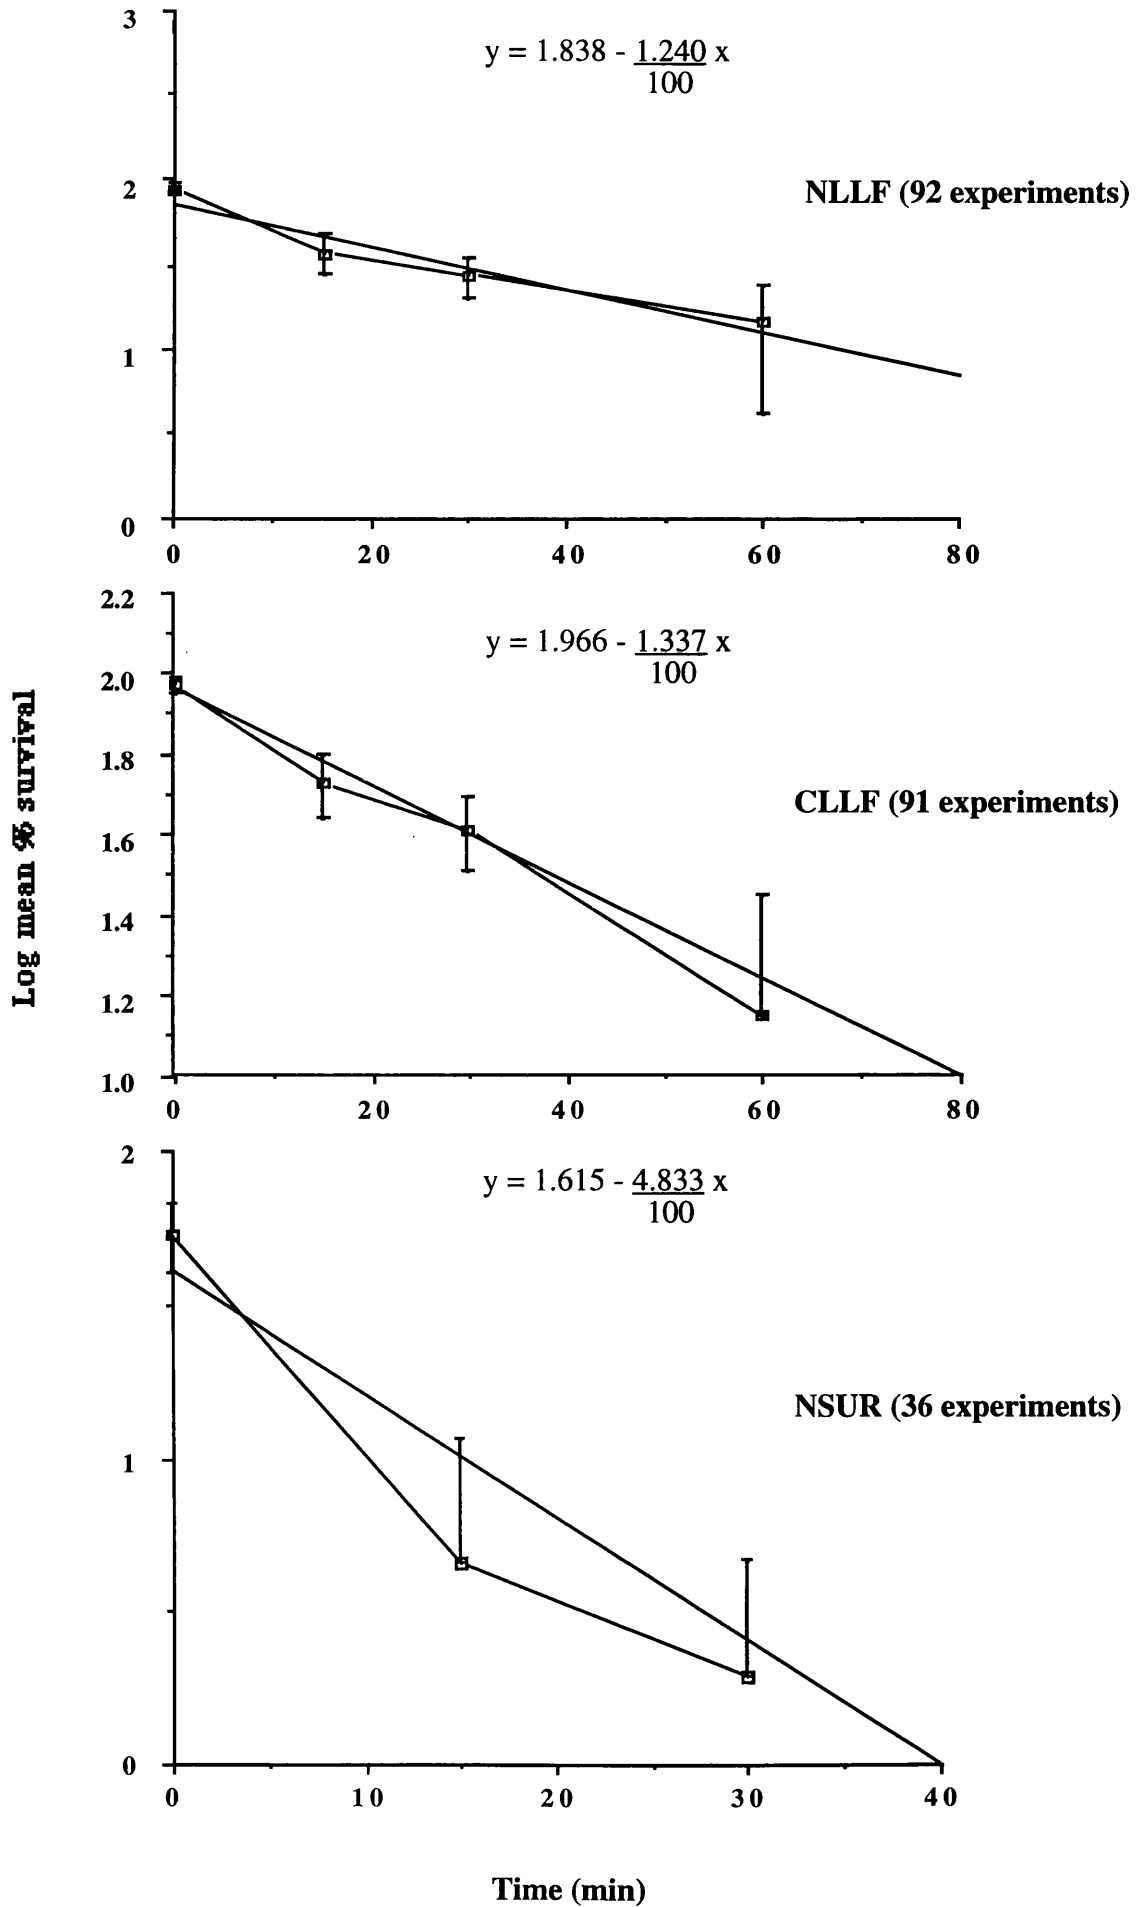 3
y = 1.838 - 1.240 x
100
2
NLLF (92 experiments)
1
0
0 20 40 60 80
2.2
y = 1.966 - 1.337 x
100
2.0
1.8
CLLF (91 experiments)
1.6
1.4
1.2
1.0
0 20 40 60 80
Log mean % survival
2
y = 1.615 - 4.833 x
100
NSUR (36 experiments)
1
0
0 10 20 30 40
Time (min)